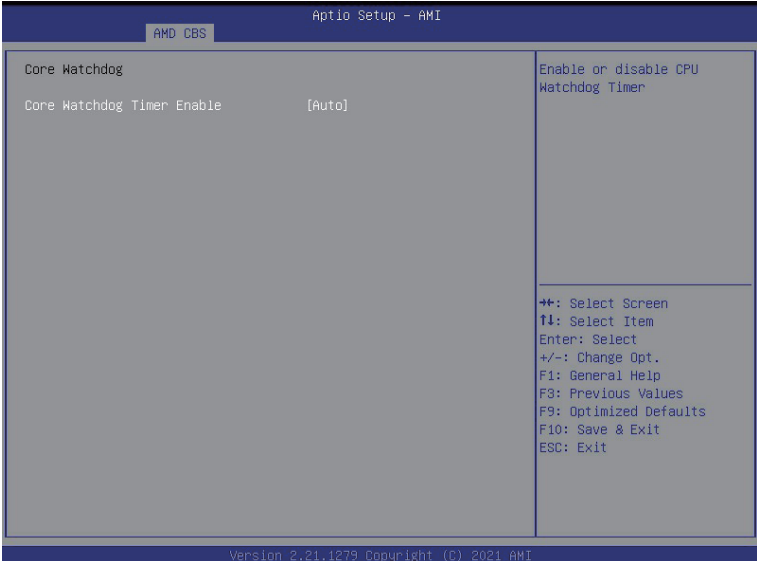 Aptio Setup – AMI
AMD CBS
Core Watchdog
Core Watchdog Timer Enable [Auto]
Enable or disable CPU
Watchdog Timer
→←: Select Screen
↑↓: Select Item
Enter: Select
+/-: Change Opt.
F1: General Help
F3: Previous Values
F9: Optimized Defaults
F10: Save & Exit
ESC: Exit
Version 2.21.1279 Copyright (C) 2021 AMI